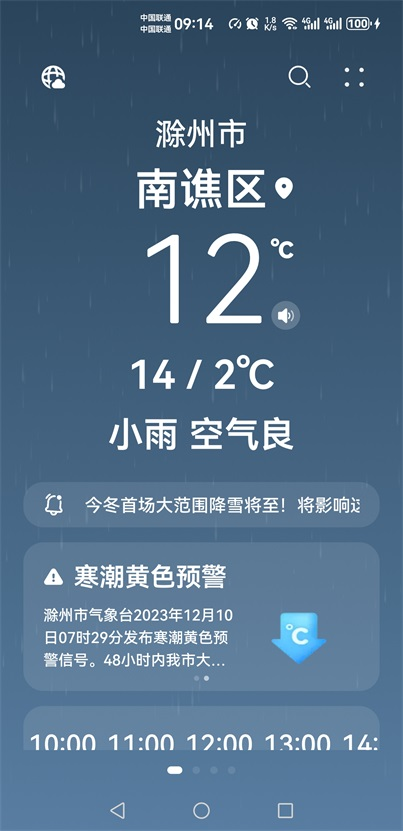 中国联通
中国联通
09:14
1.8
K/s
4G
4G
100
滁州市
南谯区
12
℃
14 / 2℃
小雨 空气良
今冬首场大范围降雪将至！将影响这
寒潮黄色预警
滁州市气象台2023年12月10
日07时29分发布寒潮黄色预
警信号。48小时内我市大...
℃
10:00 11:00 12:00 13:00 14: